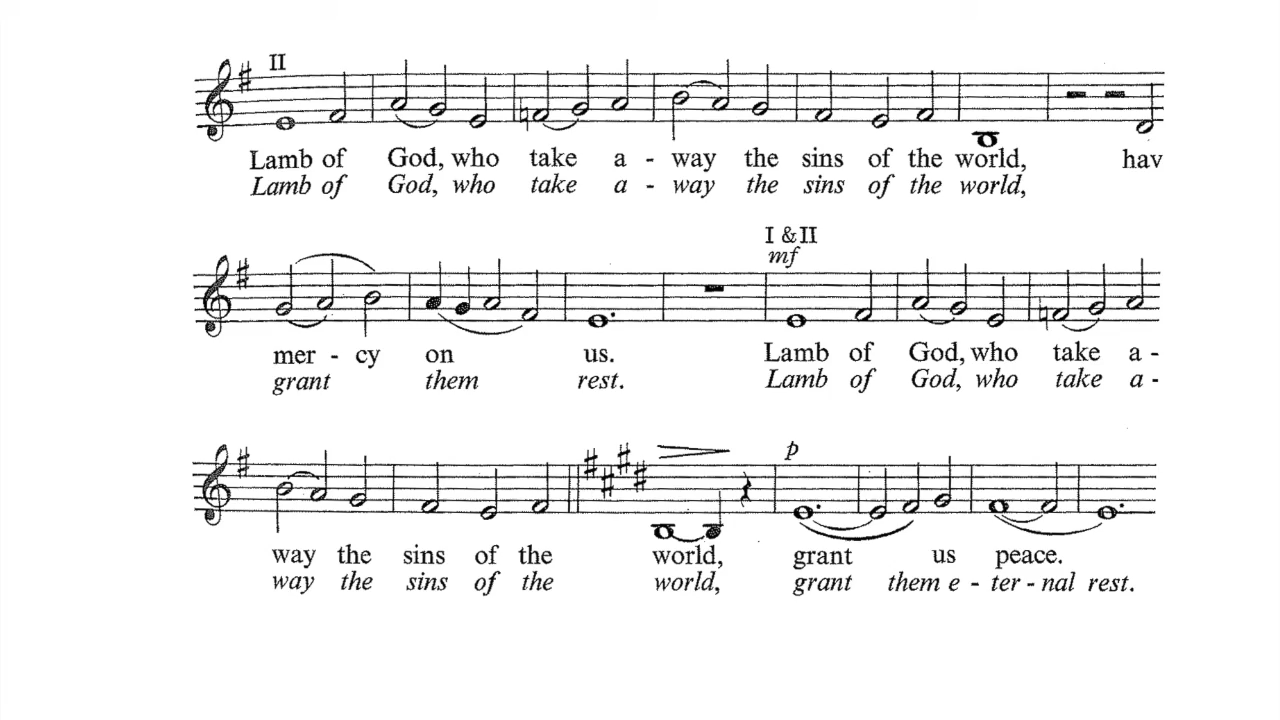 II
Lamb of God, who take a - way the sins of the world, hav
Lamb of God, who take a - way the sins of the world,
I & II
mf
mer - cy on us. Lamb of God, who take a -
grant them rest. Lamb of God, who take a -
p
way the sins of the world, grant us peace.
way the sins of the world, grant them e - ter - nal rest.